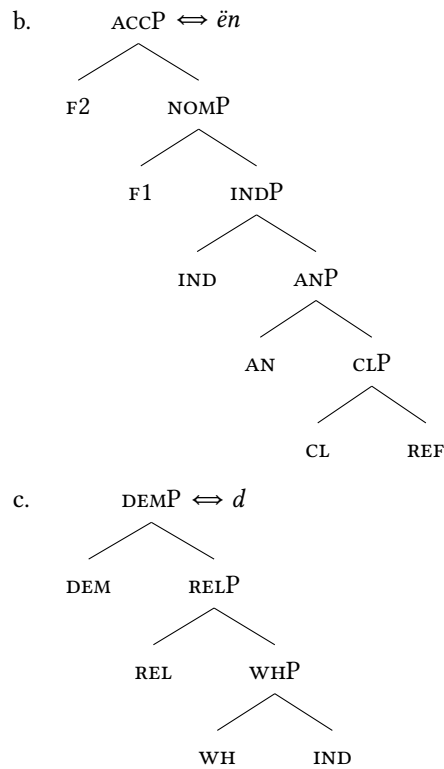 b. ACCP ⇔ ën
F2 NOMP
F1 INDP
IND ANP
AN CLP
CL REF
c. DEMP ⇔ d
DEM RELP
REL WHP
WH IND